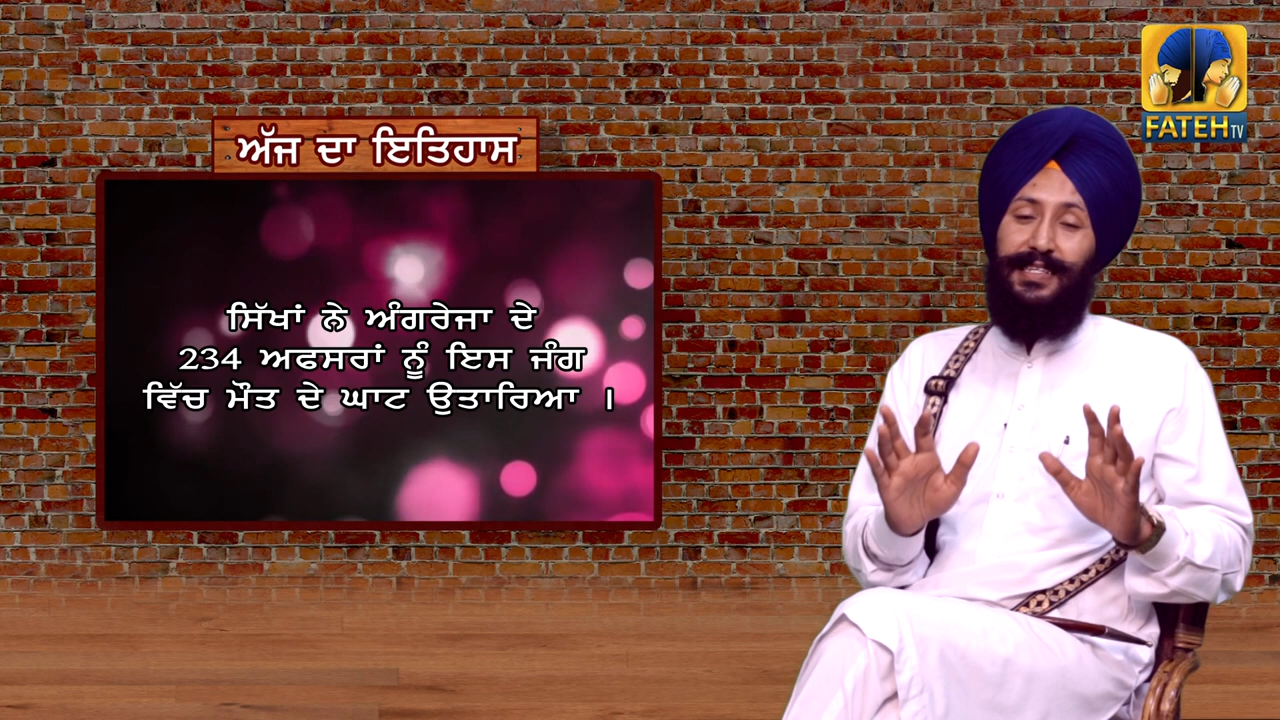 FATEH TV
ਅੱਜ ਦਾ ਇਤਿਹਾਸ
ਸਿੱਖਾਂ ਨੇ ਅੰਗਰੇਜਾ ਦੇ
234 ਅਫਸਰਾਂ ਨੂੰ ਇਸ ਜੰਗ
ਵਿੱਚ ਮੌਤ ਦੇ ਘਾਟ ਉਤਾਰਿਆ ।